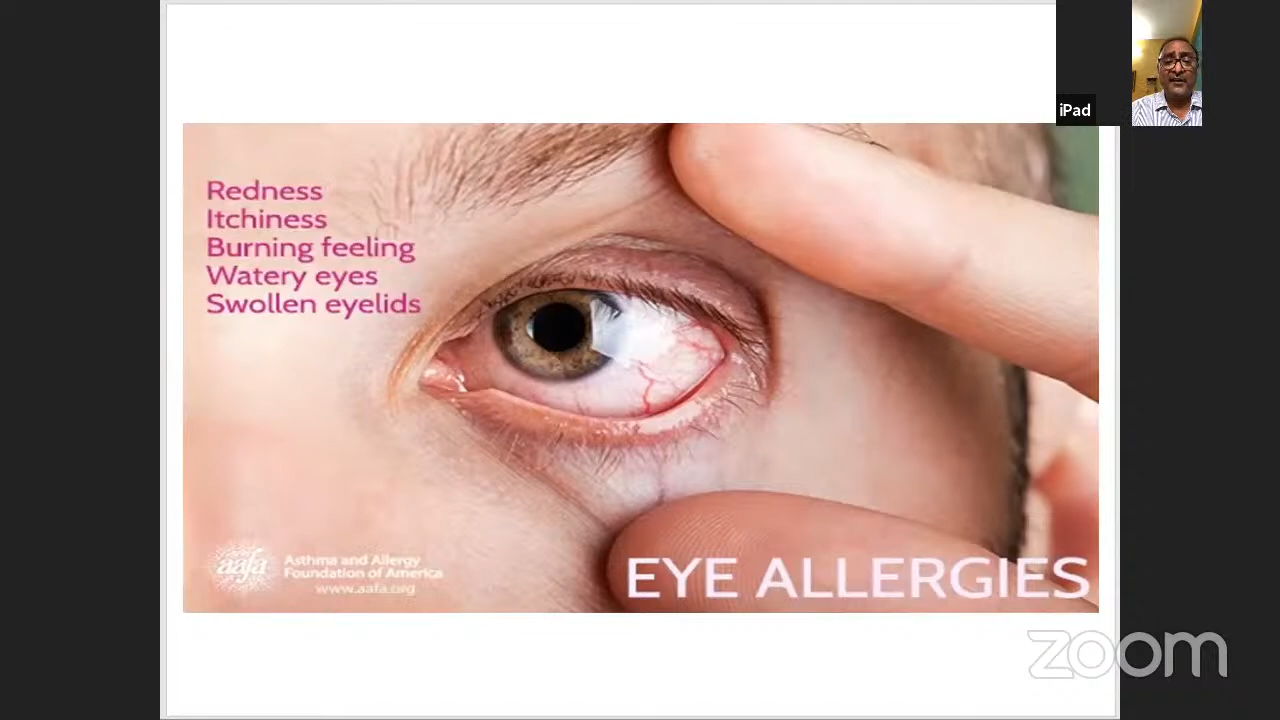 iPad
Redness
Itchiness
Burning feeling
Watery eyes
Swollen eyelids
aafa
Asthma and Allergy
Foundation of America
www.aafa.org
EYE ALLERGIES
zoom